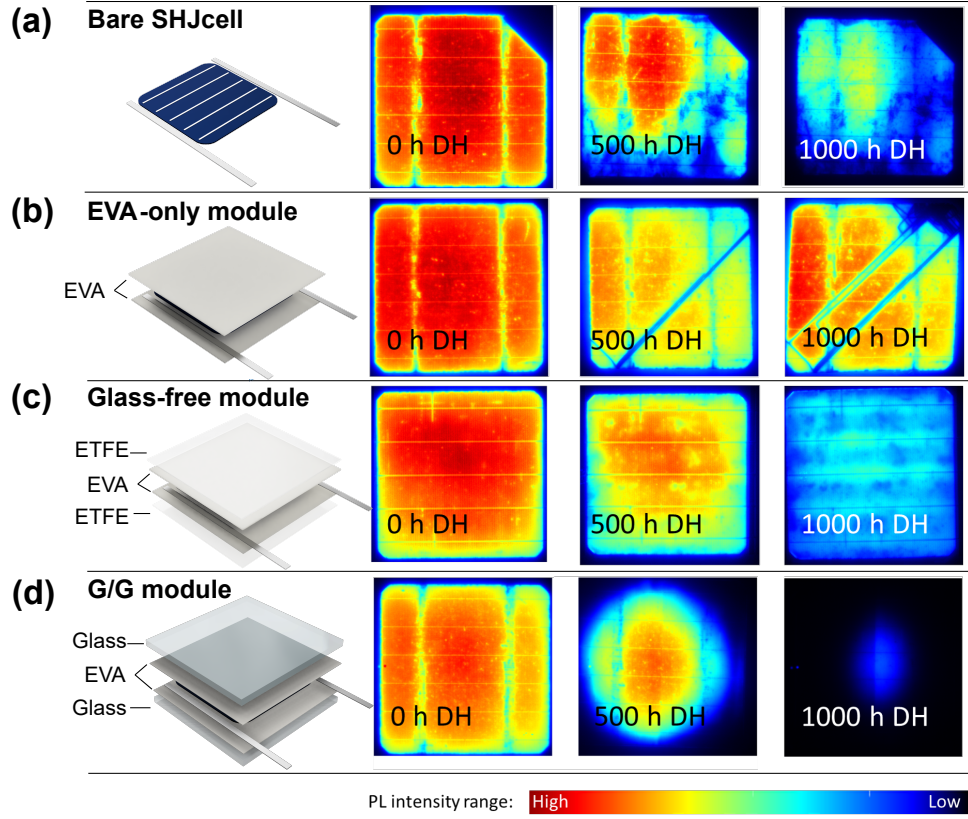 (a) Bare SHJcell
0 h DH
500 h DH
1000 h DH
(b) EVA-only module
EVA
0 h DH
500 h DH
1000 h DH
(c) Glass-free module
ETFE
EVA
ETFE
0 h DH
500 h DH
1000 h DH
(d) G/G module
Glass
EVA
Glass
0 h DH
500 h DH
1000 h DH
PL intensity range: High Low